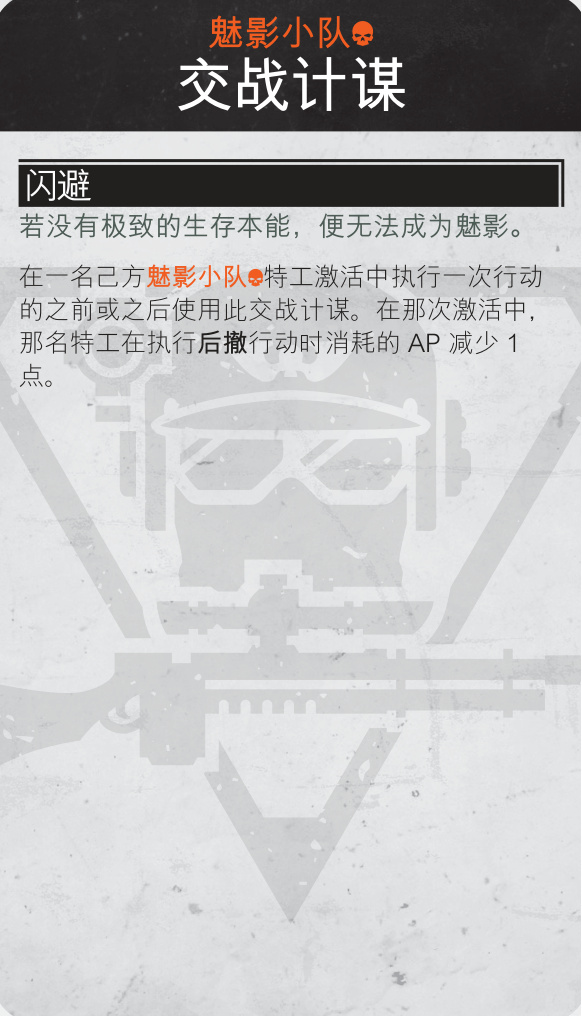 魅影小队
交战计谋
闪避
若没有极致的生存本能，便无法成为魅影。
在一名己方魅影小队特工激活中执行一次行动
的之前或之后使用此交战计谋。在那次激活中，
那名特工在执行后撤行动时消耗的 AP 减少 1
点。